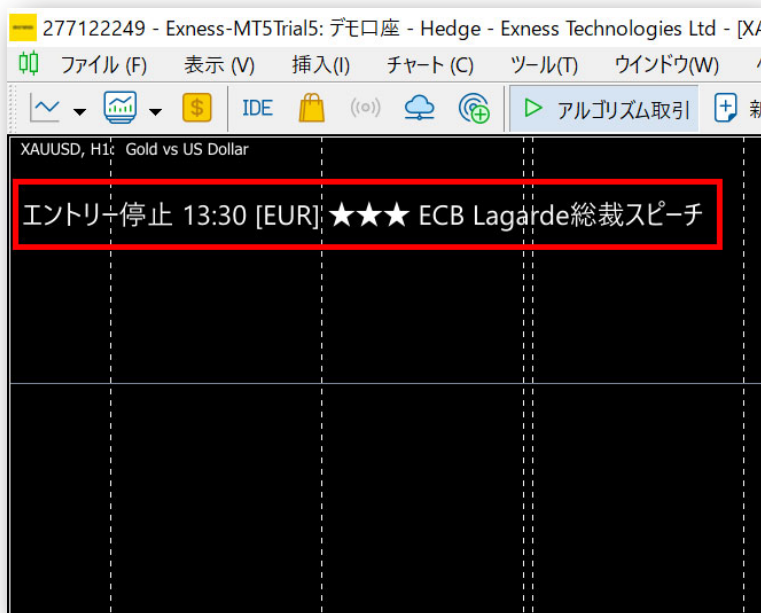 277122249 - Exness-MT5Trial5: デモ口座 - Hedge - Exness Technologies Ltd - [XA
ファイル (F) 表示 (V) 挿入(I) チャート (C) ツール(T) ウインドウ(W)
$ IDE アルゴリズム取引 新
XAUUSD, H1: Gold vs US Dollar
エントリー停止 13:30 [EUR] ★★★ ECB Lagarde総裁スピーチ